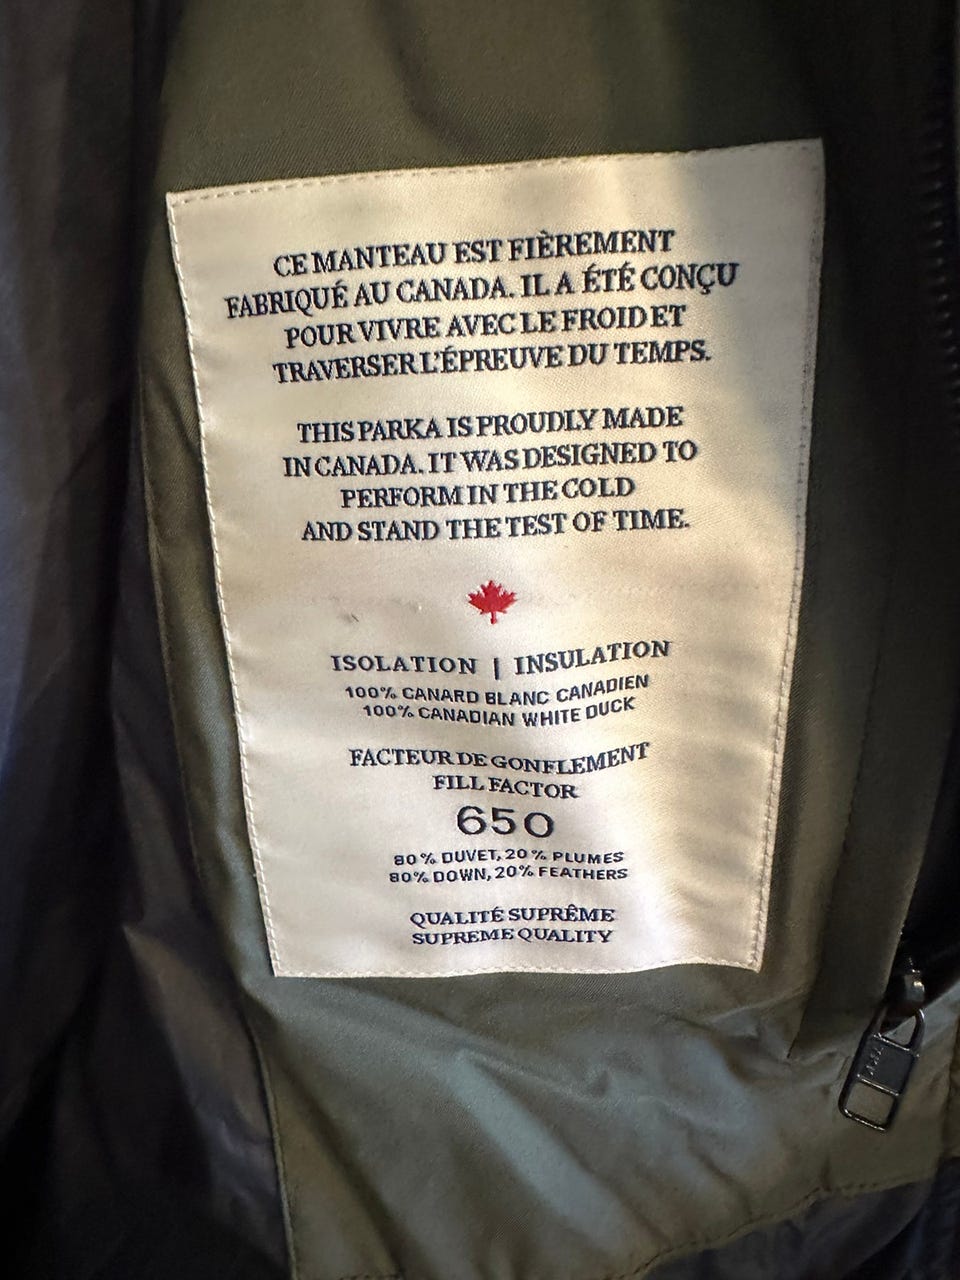 CE MANTEAU EST FIÈREMENT
FABRIQUÉ AU CANADA. IL A ÉTÉ CONÇU
POUR VIVRE AVEC LE FROID ET
TRAVERSER L'ÉPREUVE DU TEMPS.
THIS PARKA IS PROUDLY MADE
IN CANADA. IT WAS DESIGNED TO
PERFORM IN THE COLD
AND STAND THE TEST OF TIME.
ISOLATION | INSULATION
100% CANARD BLANC CANADIEN
100% CANADIAN WHITE DUCK
FACTEUR DE GONFLEMENT
FILL FACTOR
650
80% DUVET, 20% PLUMES
80% DOWN, 20% FEATHERS
QUALITÉ SUPRÊME
SUPREME QUALITY